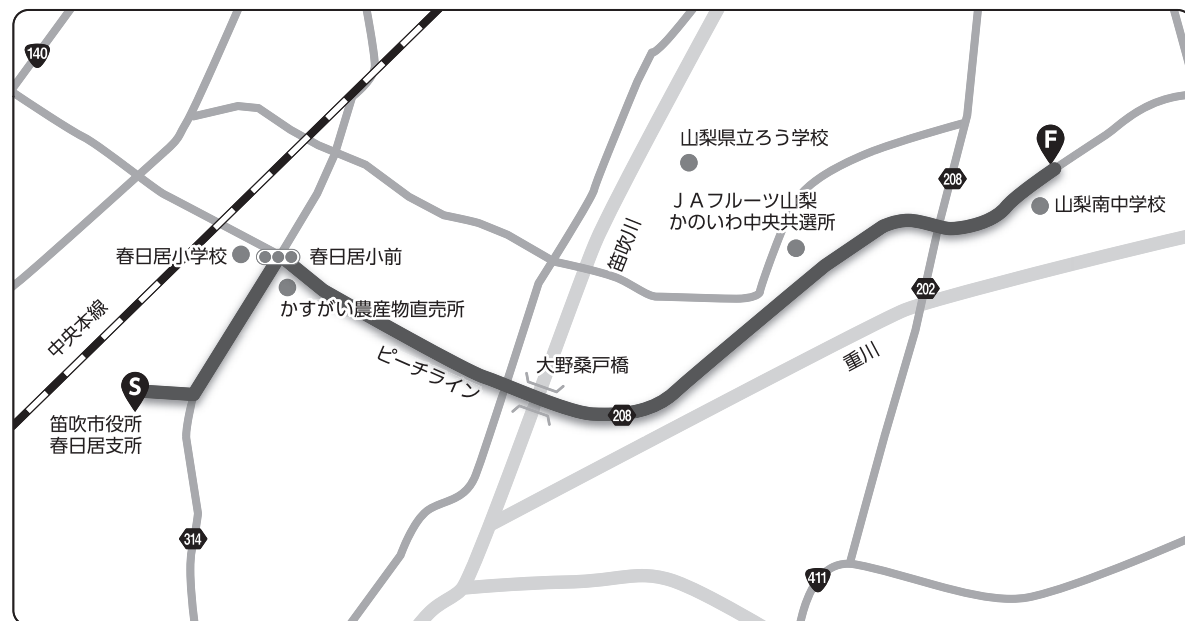 140
山梨県立ろう学校
F
208
JAフルーツ山梨
かのいわ中央共選所
山梨南中学校
笛吹川
春日居小学校
春日居小前
かすがい農産物直売所
202
中央本線
大野桑戸橋
重川
ピーチライン
S
208
笛吹市役所
春日居支所
314
411